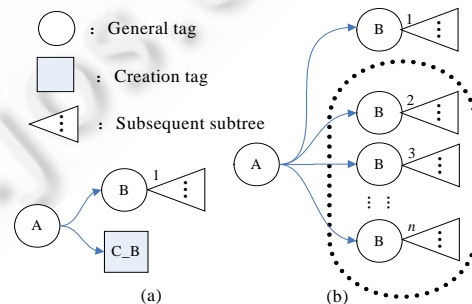 : General tag
: Creation tag
: Subsequent subtree
A
B
1
C_B
(a)
A
B
1
B
2
B
3
B
n
(b)